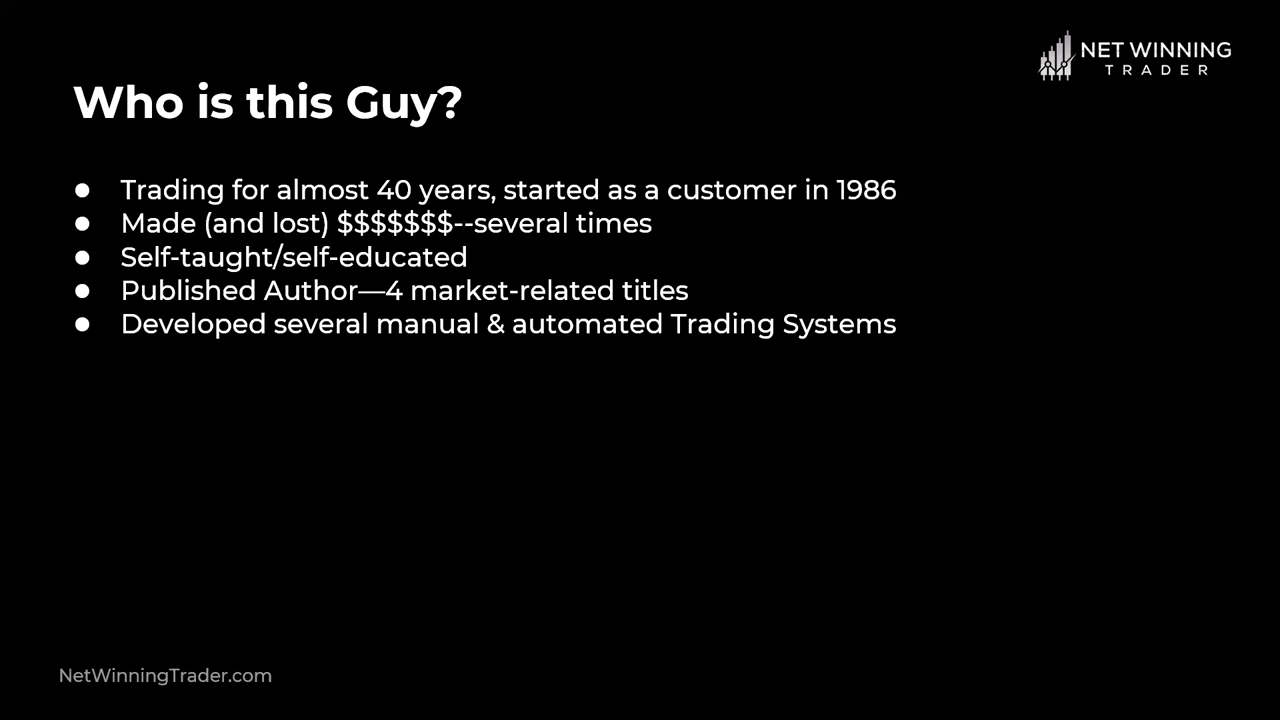 NET WINNING
TRADER
Who is this Guy?
● Trading for almost 40 years, started as a customer in 1986
● Made (and lost) $$$$$$$--several times
● Self-taught/self-educated
● Published Author—4 market-related titles
● Developed several manual & automated Trading Systems
NetWinningTrader.com